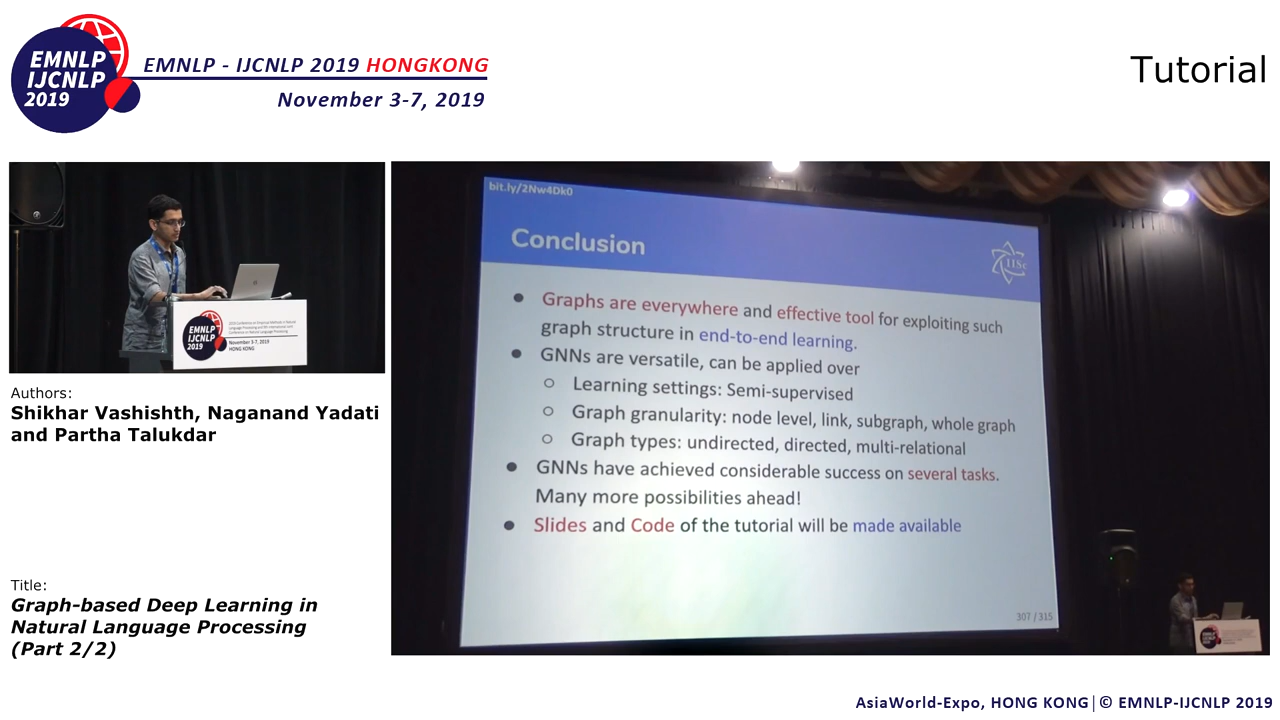 EMNLP
IJCNLP
2019
EMNLP - IJCNLP 2019 HONGKONG
November 3-7, 2019
Tutorial
EMNLP
IJCNLP
2019
November 3-7, 2019
HONG KONG
Authors:
Shikhar Vashishth, Naganand Yadati
and Partha Talukdar
Title:
Graph-based Deep Learning in
Natural Language Processing
(Part 2/2)
bit.ly/2Nw4Dk0
Conclusion
IISc
● Graphs are everywhere and effective tool for exploiting such
graph structure in end-to-end learning.
● GNNs are versatile, can be applied over
○ Learning settings: Semi-supervised
○ Graph granularity: node level, link, subgraph, whole graph
○ Graph types: undirected, directed, multi-relational
● GNNs have achieved considerable success on several tasks.
Many more possibilities ahead!
● Slides and Code of the tutorial will be made available
307 / 315
AsiaWorld-Expo, HONG KONG│© EMNLP-IJCNLP 2019